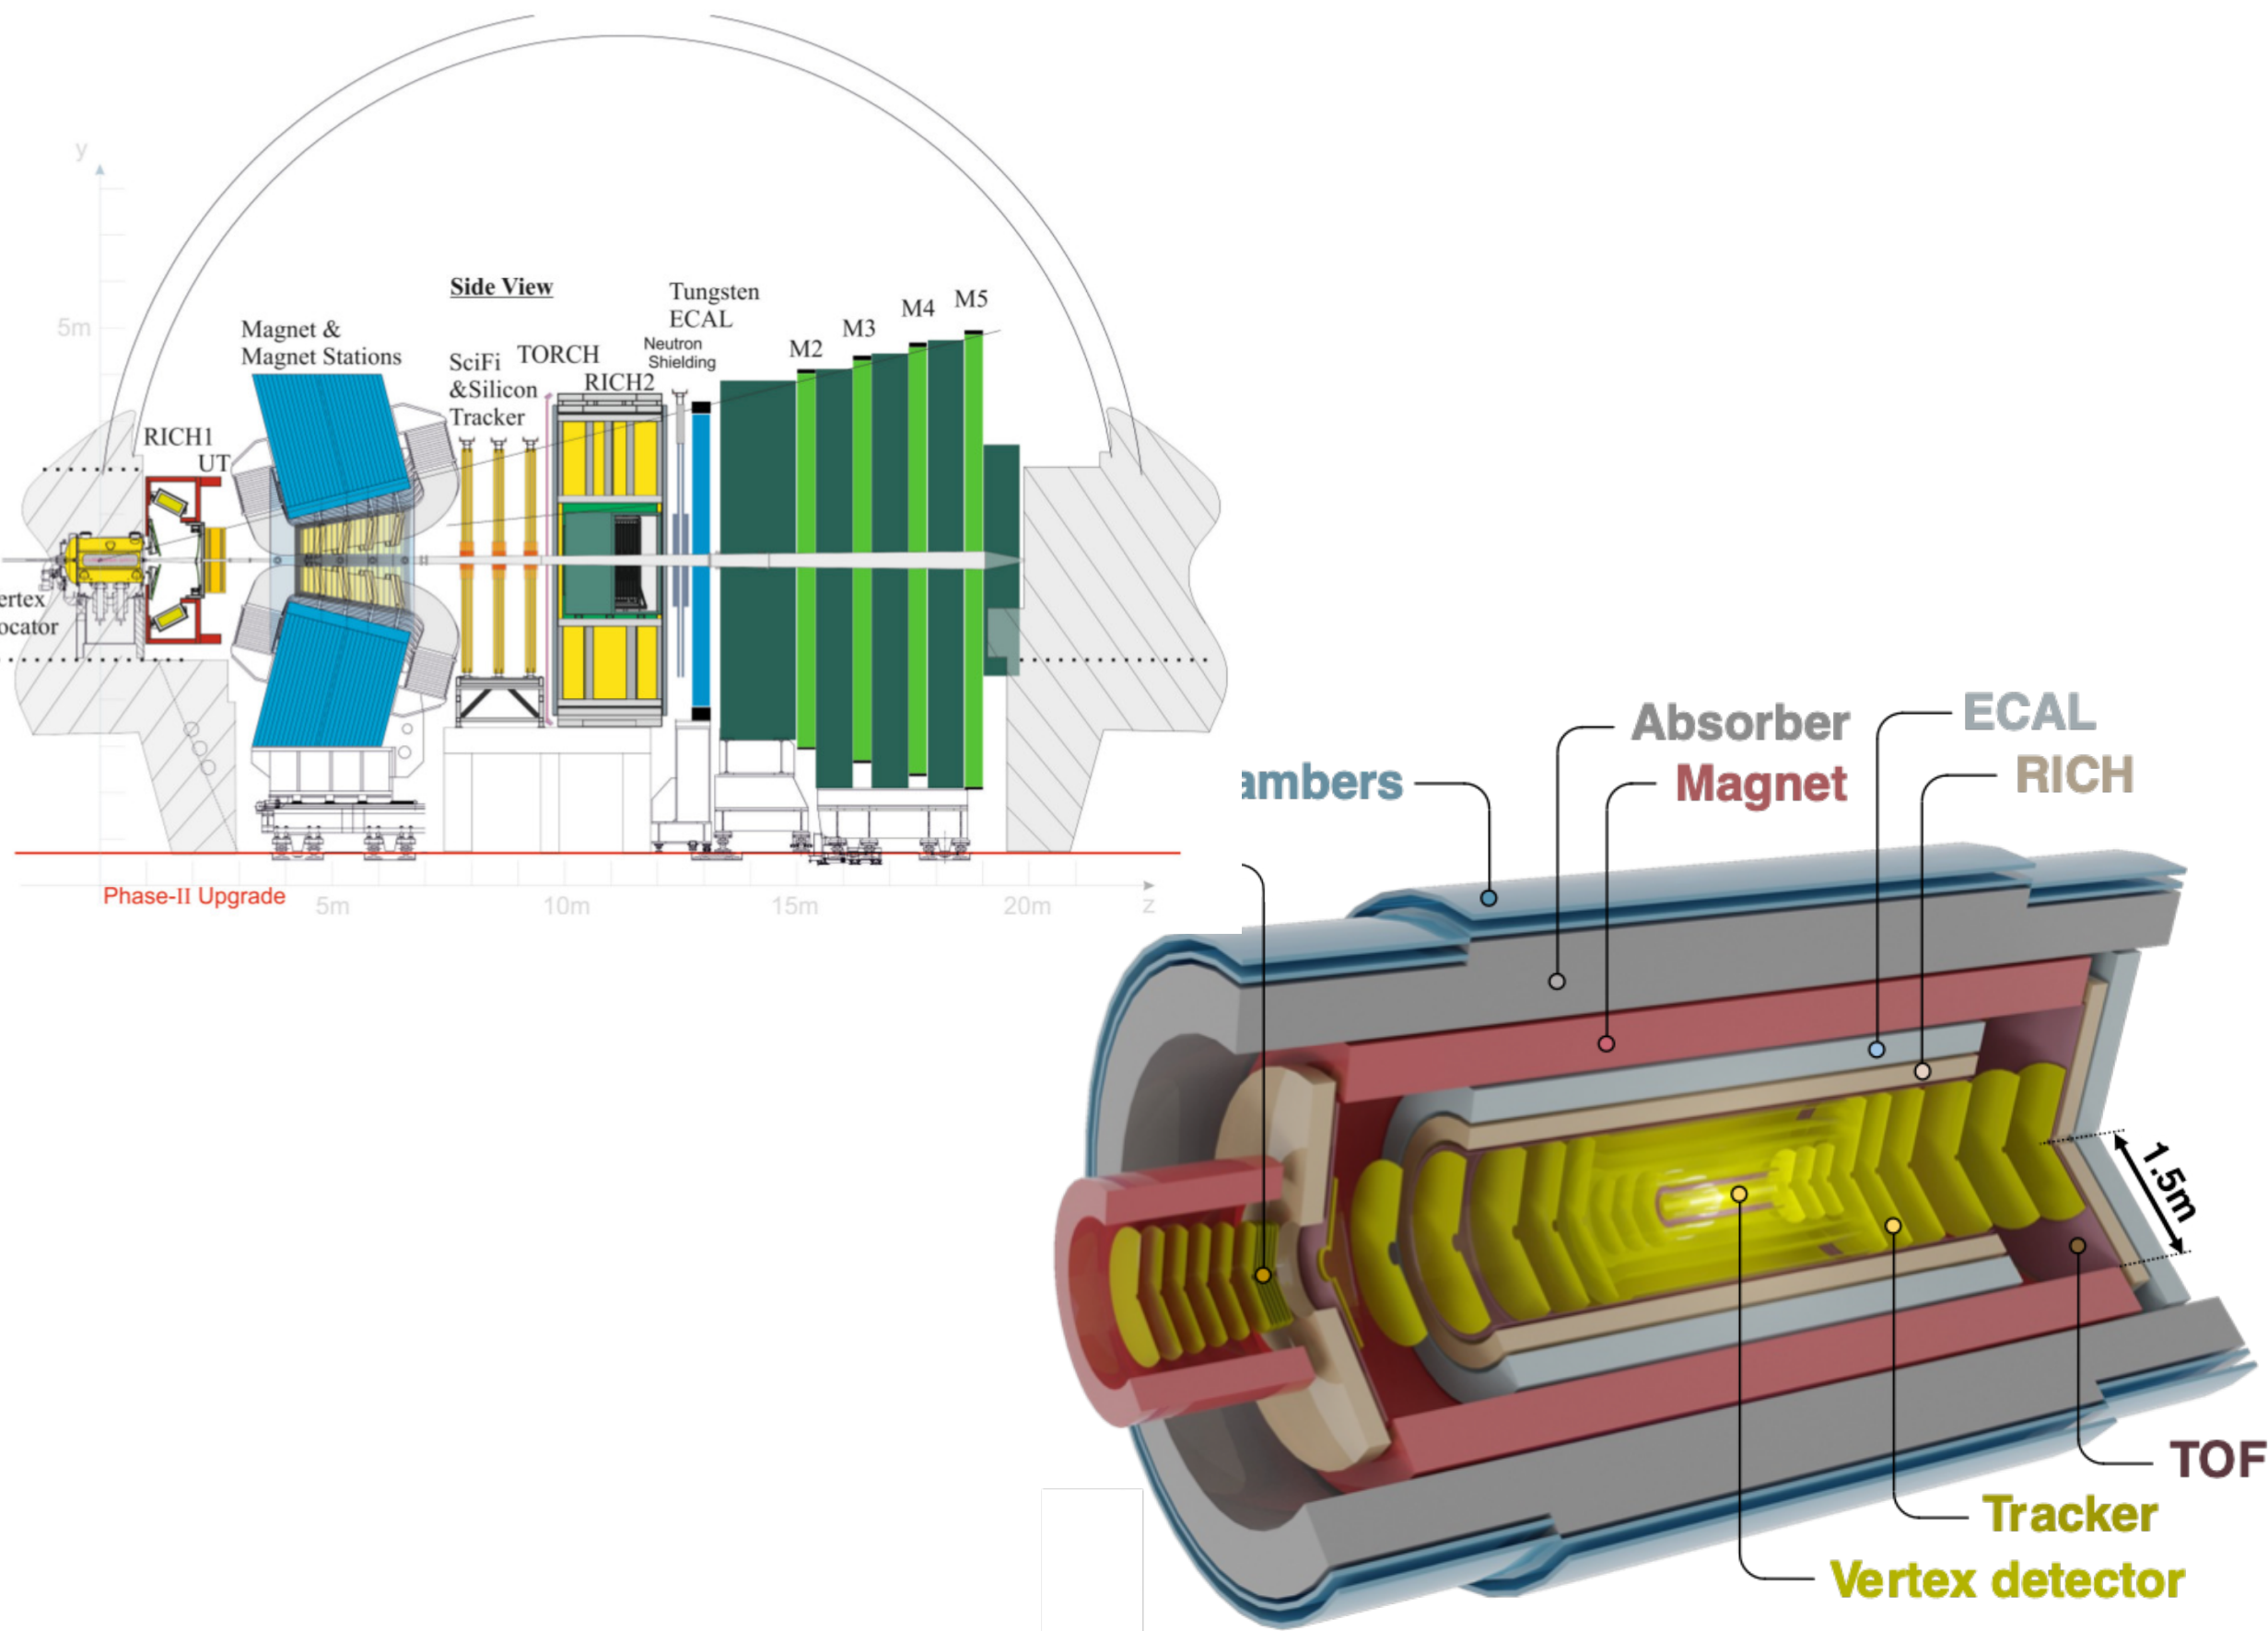 y
5m
Side View
Magnet &
Magnet Stations
SciFi
&Silicon
Tracker
TORCH
RICH2
Tungsten
ECAL
Neutron
Shielding
M2
M3
M4
M5
RICH1
UT
ertex
ocator
Phase-II Upgrade
5m
10m
15m
20m
z
Absorber
ECAL
ambers
Magnet
RICH
1.5m
TOF
Tracker
Vertex detector